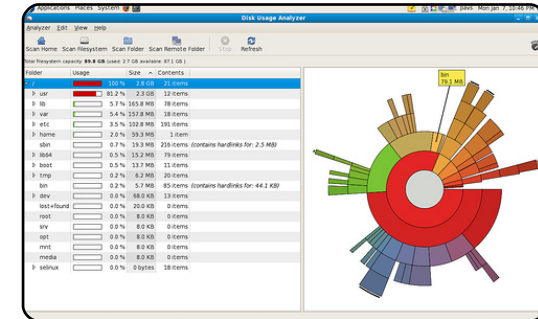 Applications Places System Davs Mon Jan 7, 10:46 PM
Disk Usage Analyzer
Analyzer Edit View Help
Scan Home Scan Filesystem Scan Folder Scan Remote Folder Stop Refresh
Total filesystem capacity: 89.8 GB (used: 2.7 GB available: 87.1 GB)
Folder Usage Size Contents
/ 100 % 2.8 GB 21 items
usr 81.2 % 2.3 GB 12 items
lib 5.7 % 165.8 MB 78 items
var 5.4 % 157.8 MB 18 items
etc 3.5 % 102.8 MB 191 items
home 2.0 % 59.3 MB 1 item
sbin 0.7 % 19.3 MB 216 items (contains hardlinks for: 2.5 MB)
lib64 0.5 % 15.2 MB 79 items
boot 0.5 % 13.7 MB 11 items
tmp 0.2 % 6.2 MB 20 items
bin 0.2 % 5.7 MB 85 items (contains hardlinks for: 44.1 KB)
dev 0.0 % 68.0 KB 13 items
lost+found 0.0 % 20.0 KB 0 items
root 0.0 % 8.0 KB 0 items
srv 0.0 % 8.0 KB 0 items
opt 0.0 % 8.0 KB 0 items
mnt 0.0 % 8.0 KB 0 items
media 0.0 % 8.0 KB 0 items
selinux 0.0 % 0 bytes 18 items
bin
79.1 MB